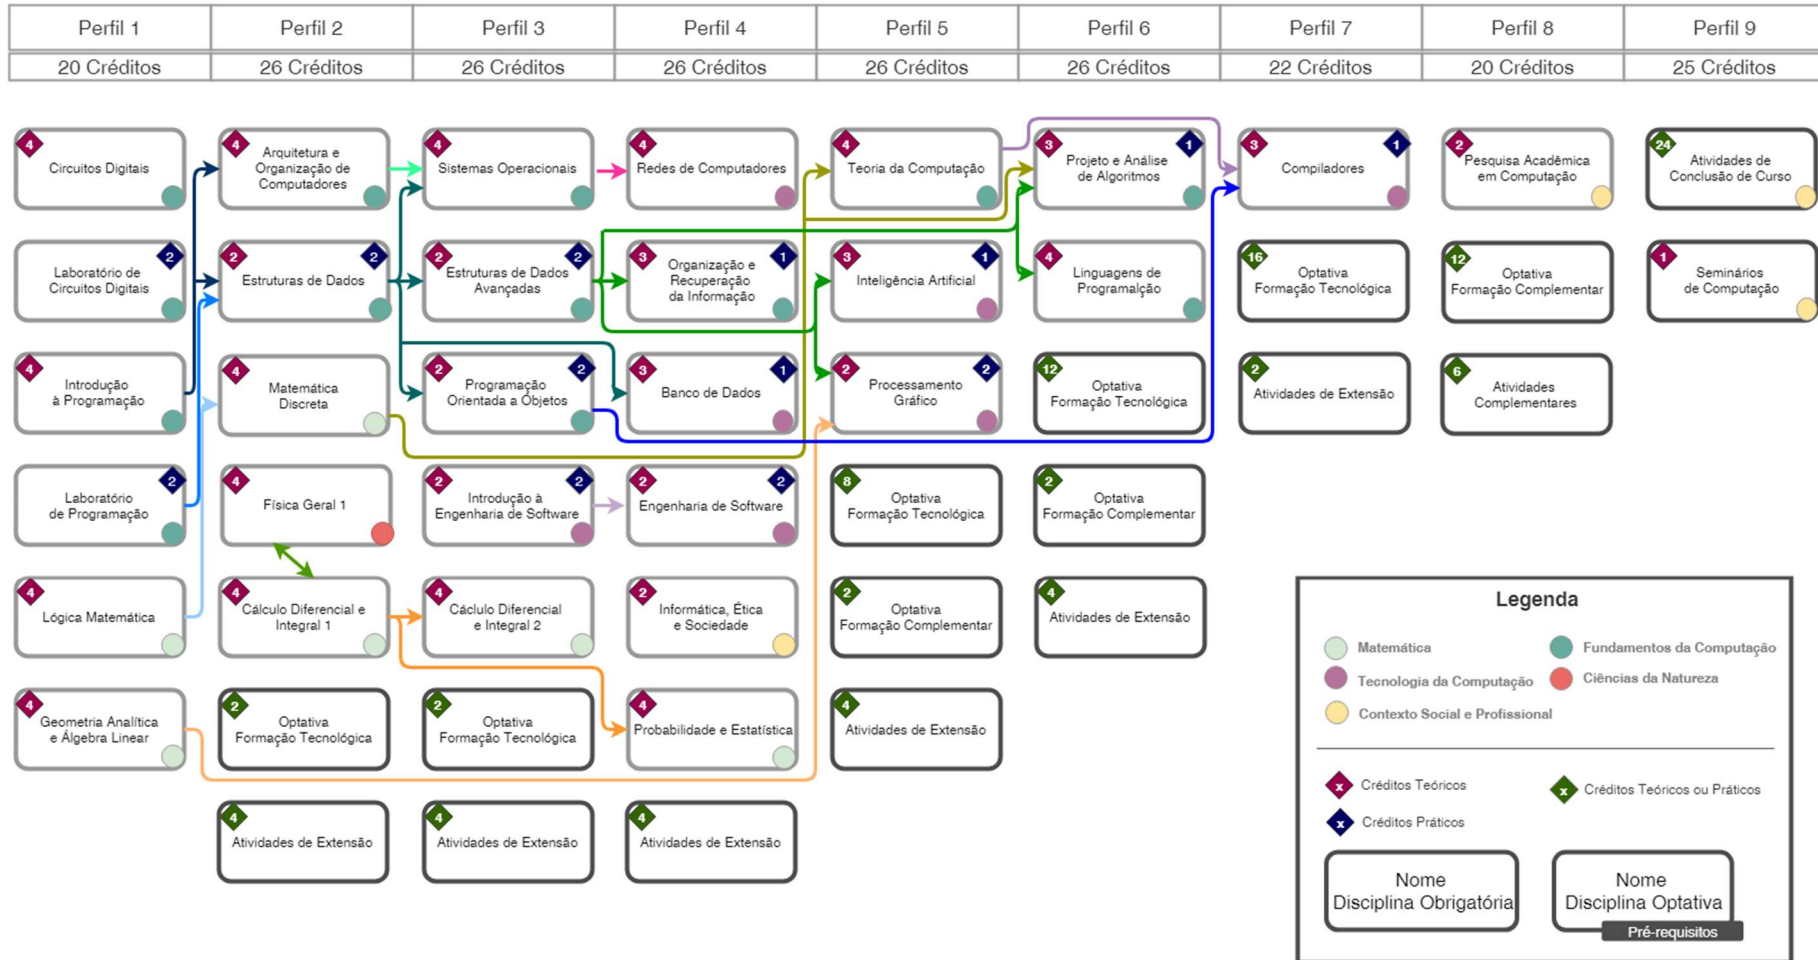 Perfil 1
Perfil 2
Perfil 3
Perfil 4
Perfil 5
Perfil 6
Perfil 7
Perfil 8
Perfil 9
20 Créditos
26 Créditos
26 Créditos
26 Créditos
26 Créditos
26 Créditos
22 Créditos
20 Créditos
25 Créditos
4
Circuitos Digitais
4
Arquitetura e
Organização de
Computadores
4
Sistemas Operacionais
4
Redes de Computadores
4
Teoria da Computação
3
1
Projeto e Análise
de Algoritmos
3
1
Compiladores
2
Pesquisa Acadêmica
em Computação
24
Atividades de
Conclusão de Curso
2
Laboratório de
Circuitos Digitais
2
2
Estruturas de Dados
2
2
Estruturas de Dados
Avançadas
3
1
Organização e
Recuperação
da Informação
3
1
Inteligência Artificial
4
Linguagens de
Programalção
16
Optativa
Formação Tecnológica
12
Optativa
Formação Complementar
1
Seminários
de Computação
4
Introdução
à Programação
4
Matemática
Discreta
2
2
Programação
Orientada a Objetos
3
1
Banco de Dados
2
2
Processamento
Gráfico
12
Optativa
Formação Tecnológica
2
Atividades de Extensão
6
Atividades
Complementares
2
Laboratório
de Programação
4
Física Geral 1
2
2
Introdução à
Engenharia de Software
2
2
Engenharia de Software
8
Optativa
Formação Tecnológica
2
Optativa
Formação Complementar
4
Lógica Matemática
4
Cálculo Diferencial e
Integral 1
4
Cáclulo Diferencial
e Integral 2
2
Informática, Ética
e Sociedade
2
Optativa
Formação Complementar
4
Atividades de Extensão
4
Geometria Analítica
e Álgebra Linear
2
Optativa
Formação Tecnológica
2
Optativa
Formação Tecnológica
4
Probabilidade e Estatística
4
Atividades de Extensão
4
Atividades de Extensão
4
Atividades de Extensão
4
Atividades de Extensão
Legenda
Matemática
Fundamentos da Computação
Tecnologia da Computação
Ciências da Natureza
Contexto Social e Profissional
x
Créditos Teóricos
x
Créditos Teóricos ou Práticos
x
Créditos Práticos
Nome
Disciplina Obrigatória
Nome
Disciplina Optativa
Pré-requisitos